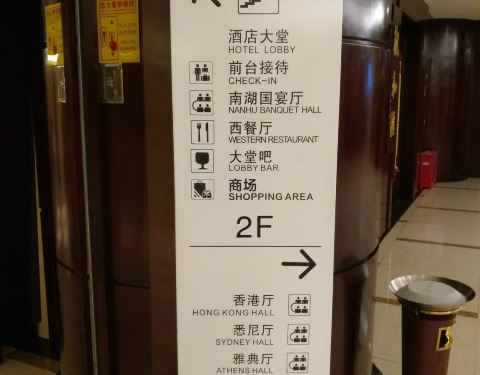 酒店大堂
HOTEL LOBBY
前台接待
CHECK-IN
南湖国宴厅
NANHU BANQUET HALL
西餐厅
WESTERN RESTAURANT
大堂吧
LOBBY BAR
商场
SHOPPING AREA
2F
香港厅
HONG KONG HALL
悉尼厅
SYDNEY HALL
雅典厅
ATHENS HALL